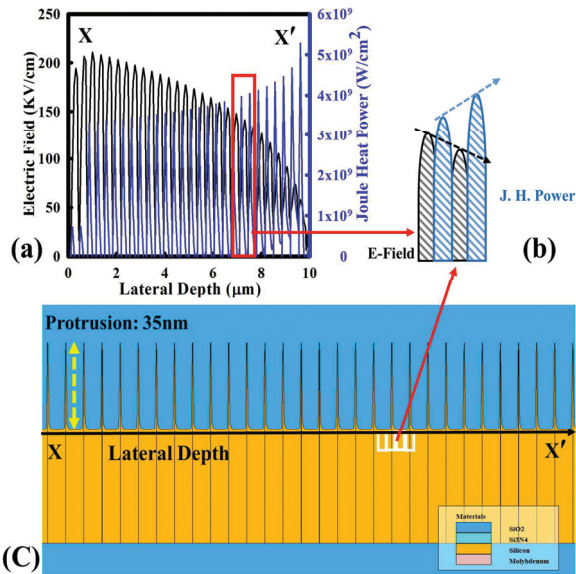 (a)
X
X′
Electric Field (KV/cm)
250
200
150
100
50
0
6x10⁹
5x10⁹
4x10⁹
3x10⁹
2x10⁹
1x10⁹
0
Joule Heat Power (W/cm²)
0 2 4 6 8 10
Lateral Depth (μm)
J. H. Power
E-Field
(b)
Protrusion: 35nm
X
Lateral Depth
X′
(C)
Materials
SiO2
Si3N4
Silicon
Molybdenum